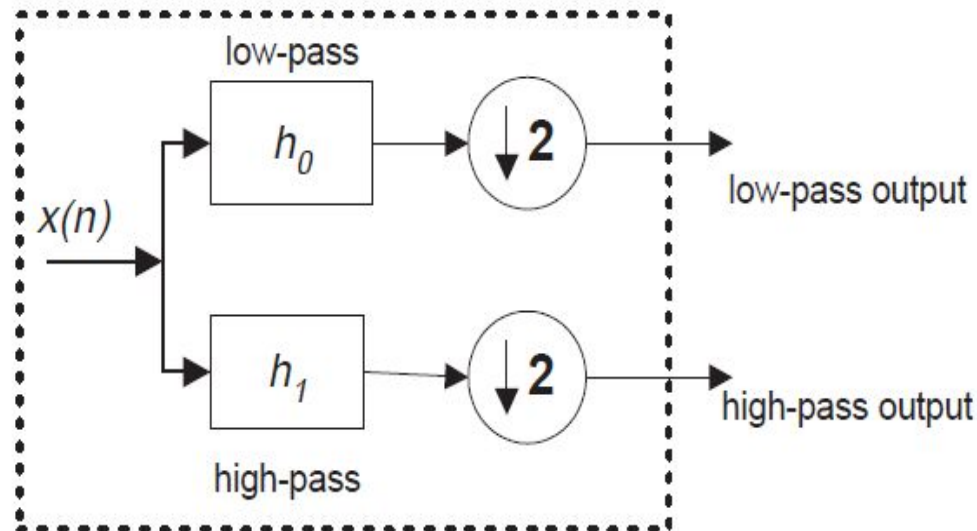 low-pass
h0
↓ 2
low-pass output
x(n)
h1
↓ 2
high-pass output
high-pass